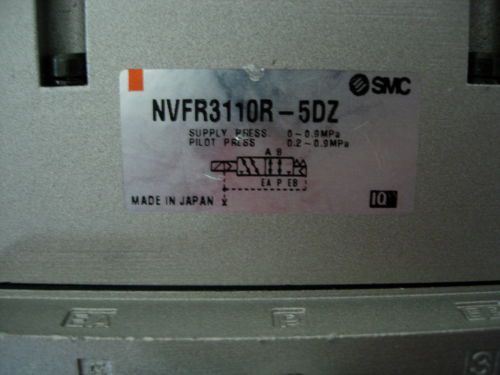 SMC
NVFR3110R-5DZ
SUPPLY PRESS 0~0.9MPa
PILOT PRESS 0.2~0.9MPa
A B
EA P EB
X
MADE IN JAPAN
IQ
EA P